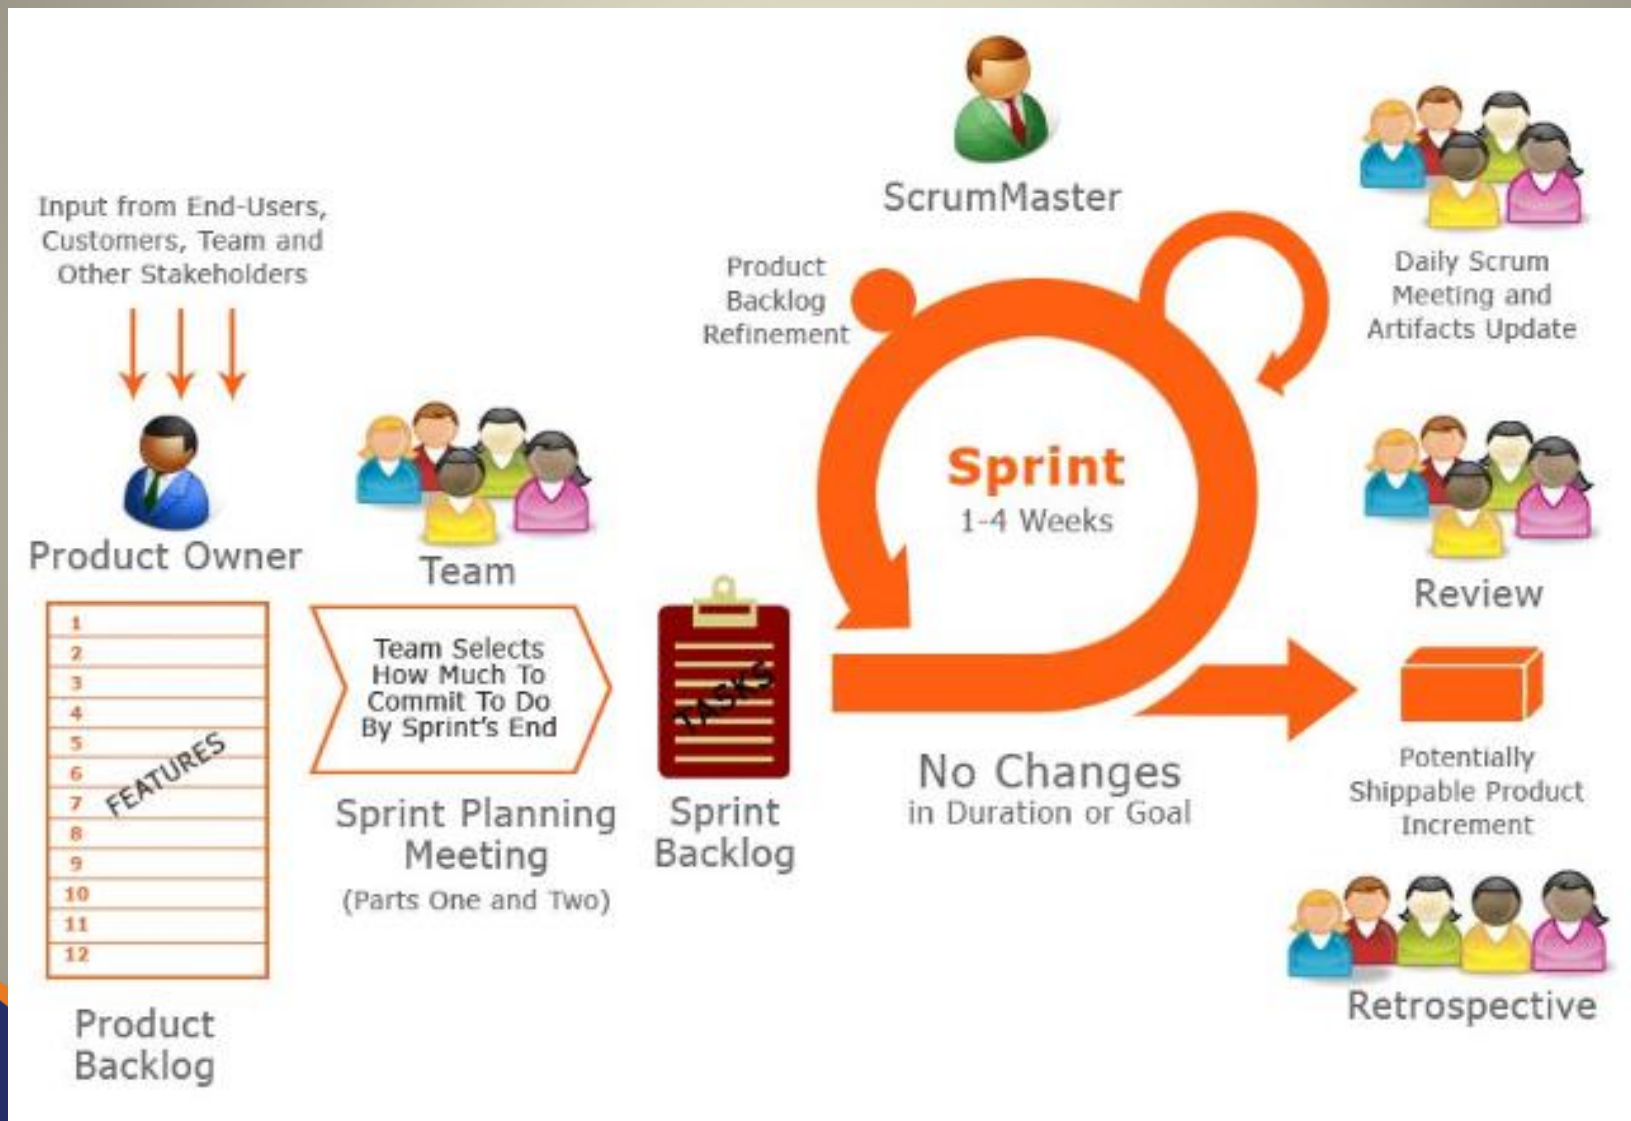 Input from End-Users,
Customers, Team and
Other Stakeholders
Product Owner
1
2
3
4
5
6
7
8
9
10
11
12
FEATURES
Product
Backlog
Team
Team Selects
How Much To
Commit To Do
By Sprint's End
Sprint Planning
Meeting
(Parts One and Two)
TASKS
Sprint
Backlog
ScrumMaster
Product
Backlog
Refinement
Sprint
1-4 Weeks
No Changes
in Duration or Goal
Daily Scrum
Meeting and
Artifacts Update
Review
Potentially
Shippable Product
Increment
Retrospective